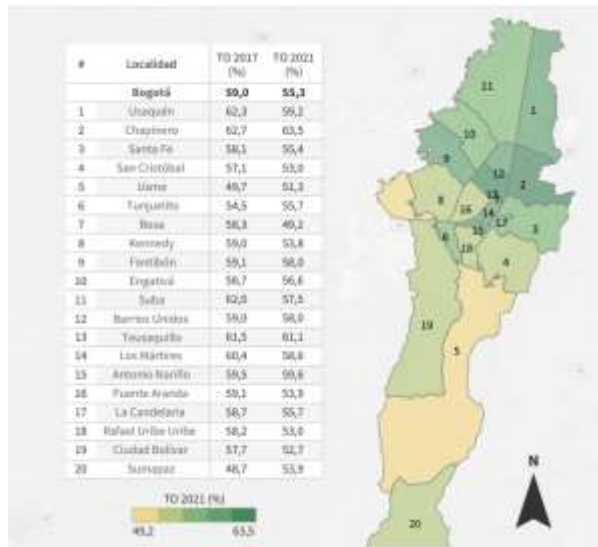 # Localidad TO 2017 (%) TO 2021 (%)
Bogotá 59,0 55,3
1 Usaquén 62,3 59,2
2 Chapinero 62,7 63,5
3 Santa Fé 58,1 55,4
4 San Cristóbal 57,1 53,0
5 Usme 49,7 51,3
6 Tunjuelito 54,5 55,7
7 Bosa 58,3 49,2
8 Kennedy 59,0 53,8
9 Fontibón 59,1 58,0
10 Engativá 56,7 56,6
11 Suba 62,0 57,5
12 Barrios Unidos 59,0 58,0
13 Teusaquillo 61,5 61,1
14 Los Mártires 60,4 58,6
15 Antonio Nariño 59,5 59,6
16 Puente Aranda 59,1 53,9
17 La Candelaria 58,7 55,7
18 Rafael Uribe Uribe 58,2 53,0
19 Ciudad Bolívar 57,7 52,7
20 Sumapaz 48,7 53,9
TO 2021 (%)
49,2 63,5
11
1
10
9
12
2
13
8
16
14
17
15
3
6
18
4
19
5
20
N